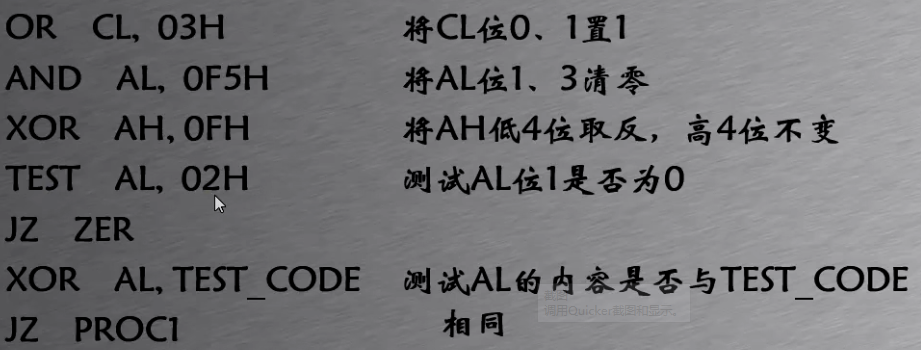 OR CL, 03H 将CL位0、1置1
AND AL, 0F5H 将AL位1、3清零
XOR AH, 0FH 将AH低4位取反，高4位不变
TEST AL, 02H 测试AL位1是否为0
JZ ZER
XOR AL, TEST_CODE 测试AL的内容是否与TEST_CODE
JZ PROC1 相同
调用Quicker截图和显示。